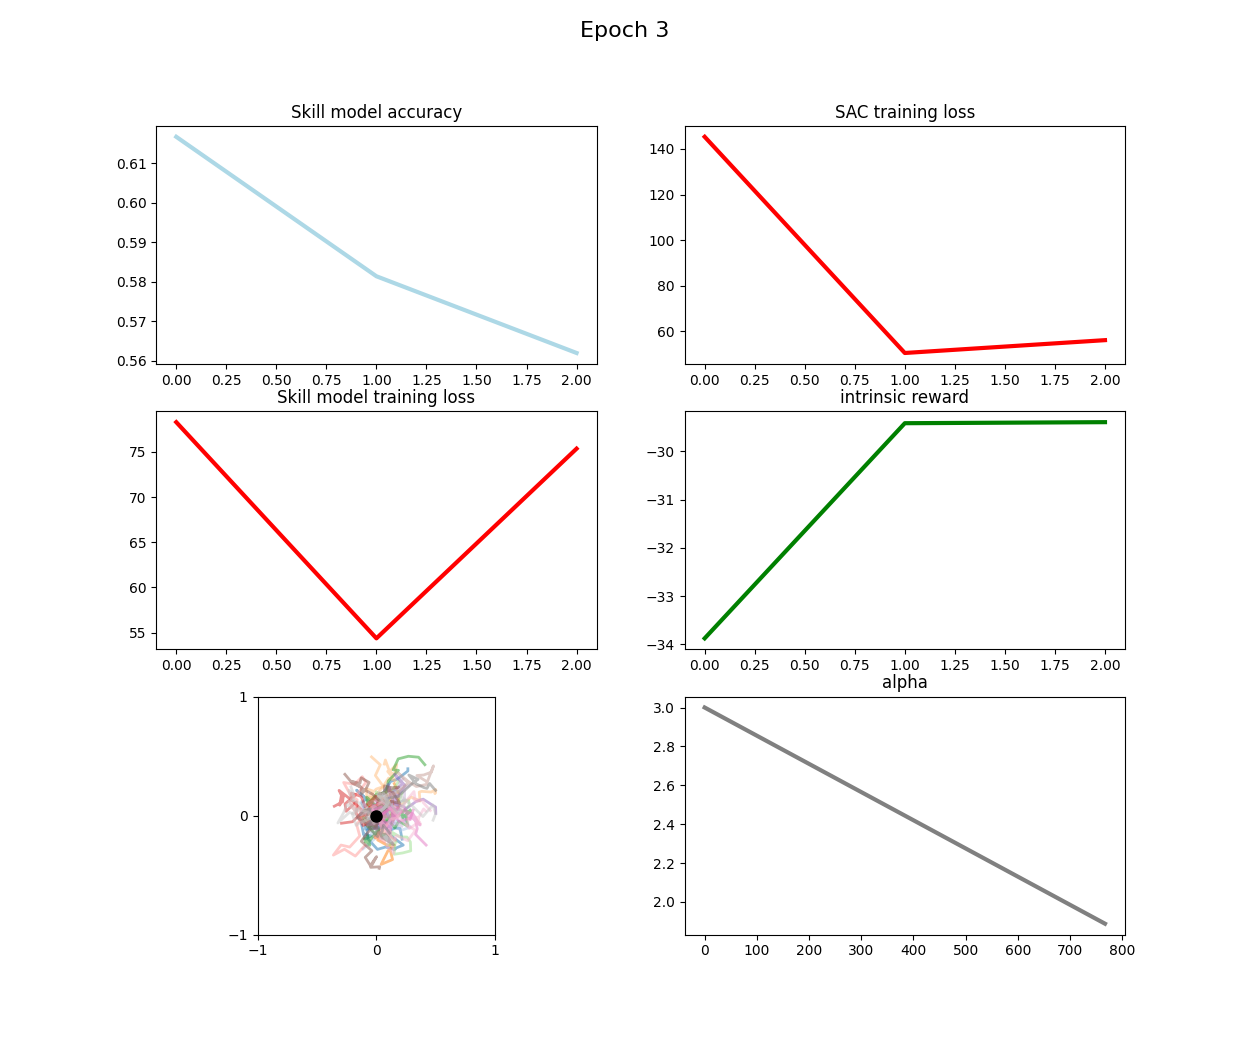 Epoch 3
Skill model accuracy
0.61
0.60
0.59
0.58
0.57
0.56
0.00 0.25 0.50 0.75 1.00 1.25 1.50 1.75 2.00
SAC training loss
140
120
100
80
60
0.00 0.25 0.50 0.75 1.00 1.25 1.50 1.75 2.00
Skill model training loss
75
70
65
60
55
0.00 0.25 0.50 0.75 1.00 1.25 1.50 1.75 2.00
intrinsic reward
−30
−31
−32
−33
−34
0.00 0.25 0.50 0.75 1.00 1.25 1.50 1.75 2.00
1
0
−1
−1 0 1
alpha
3.0
2.8
2.6
2.4
2.2
2.0
0 100 200 300 400 500 600 700 800